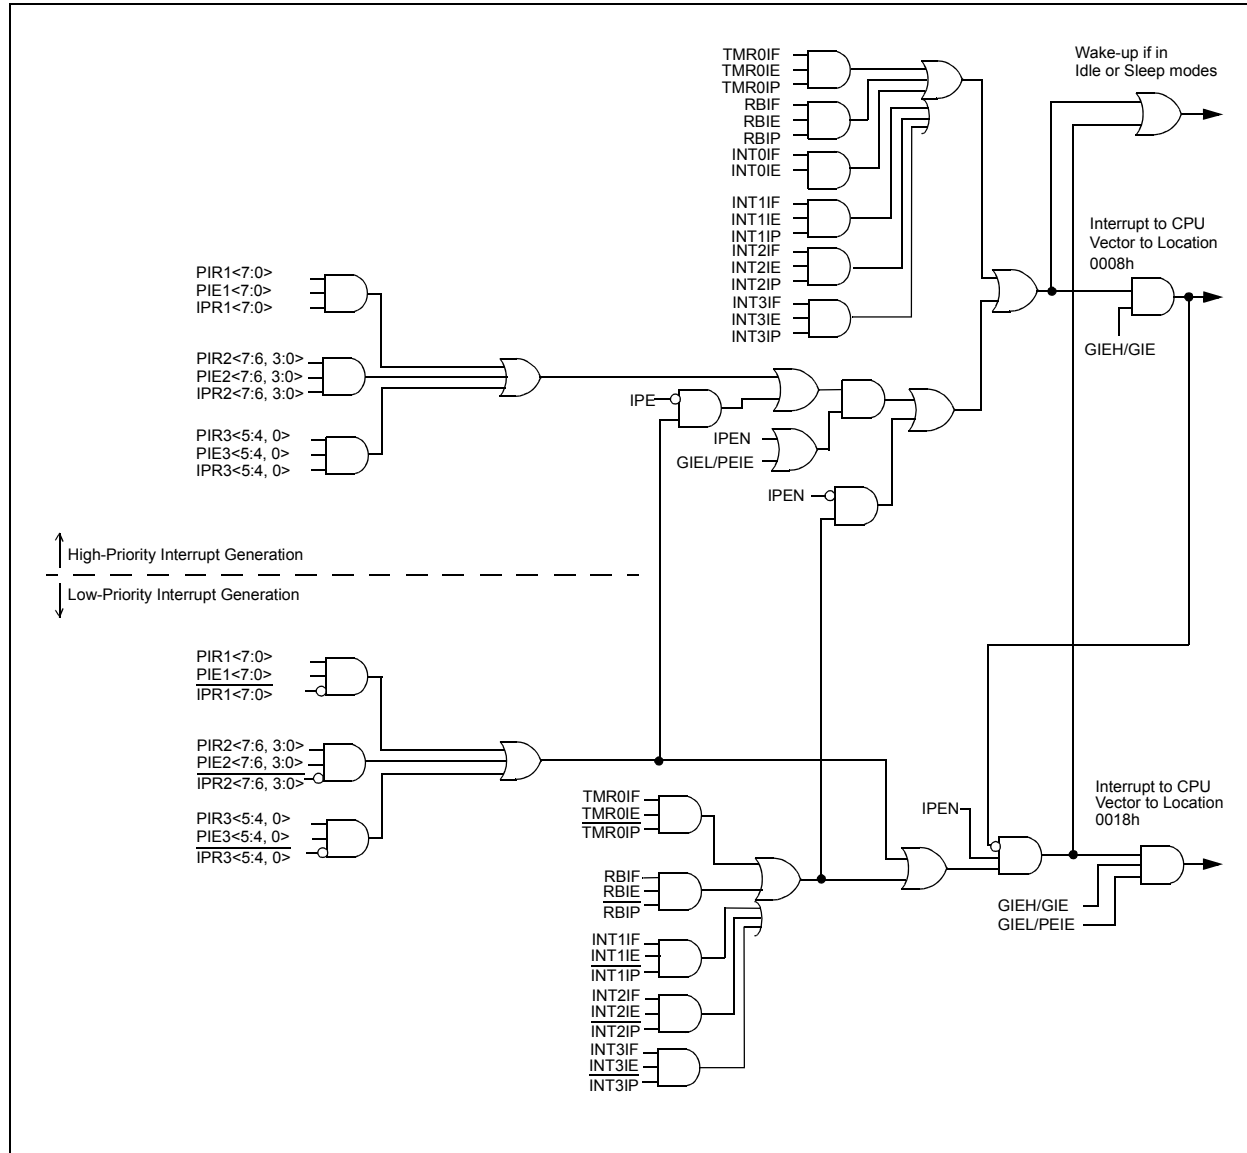 TMR0IF
TMR0IE
TMR0IP
RBIF
RBIE
RBIP
INT0IF
INT0IE
INT1IF
INT1IE
INT1IP
INT2IF
INT2IE
INT2IP
INT3IF
INT3IE
INT3IP
Wake-up if in
Idle or Sleep modes
Interrupt to CPU
Vector to Location
0008h
GIEH/GIE
PIR1<7:0>
PIE1<7:0>
IPR1<7:0>
PIR2<7:6, 3:0>
PIE2<7:6, 3:0>
IPR2<7:6, 3:0>
PIR3<5:4, 0>
PIE3<5:4, 0>
IPR3<5:4, 0>
IPE
IPEN
GIEL/PEIE
IPEN
High-Priority Interrupt Generation
Low-Priority Interrupt Generation
PIR1<7:0>
PIE1<7:0>
IPR1<7:0>
PIR2<7:6, 3:0>
PIE2<7:6, 3:0>
IPR2<7:6, 3:0>
PIR3<5:4, 0>
PIE3<5:4, 0>
IPR3<5:4, 0>
TMR0IF
TMR0IE
TMR0IP
RBIF
RBIE
RBIP
INT1IF
INT1IE
INT1IP
INT2IF
INT2IE
INT2IP
INT3IF
INT3IE
INT3IP
IPEN
Interrupt to CPU
Vector to Location
0018h
GIEH/GIE
GIEL/PEIE